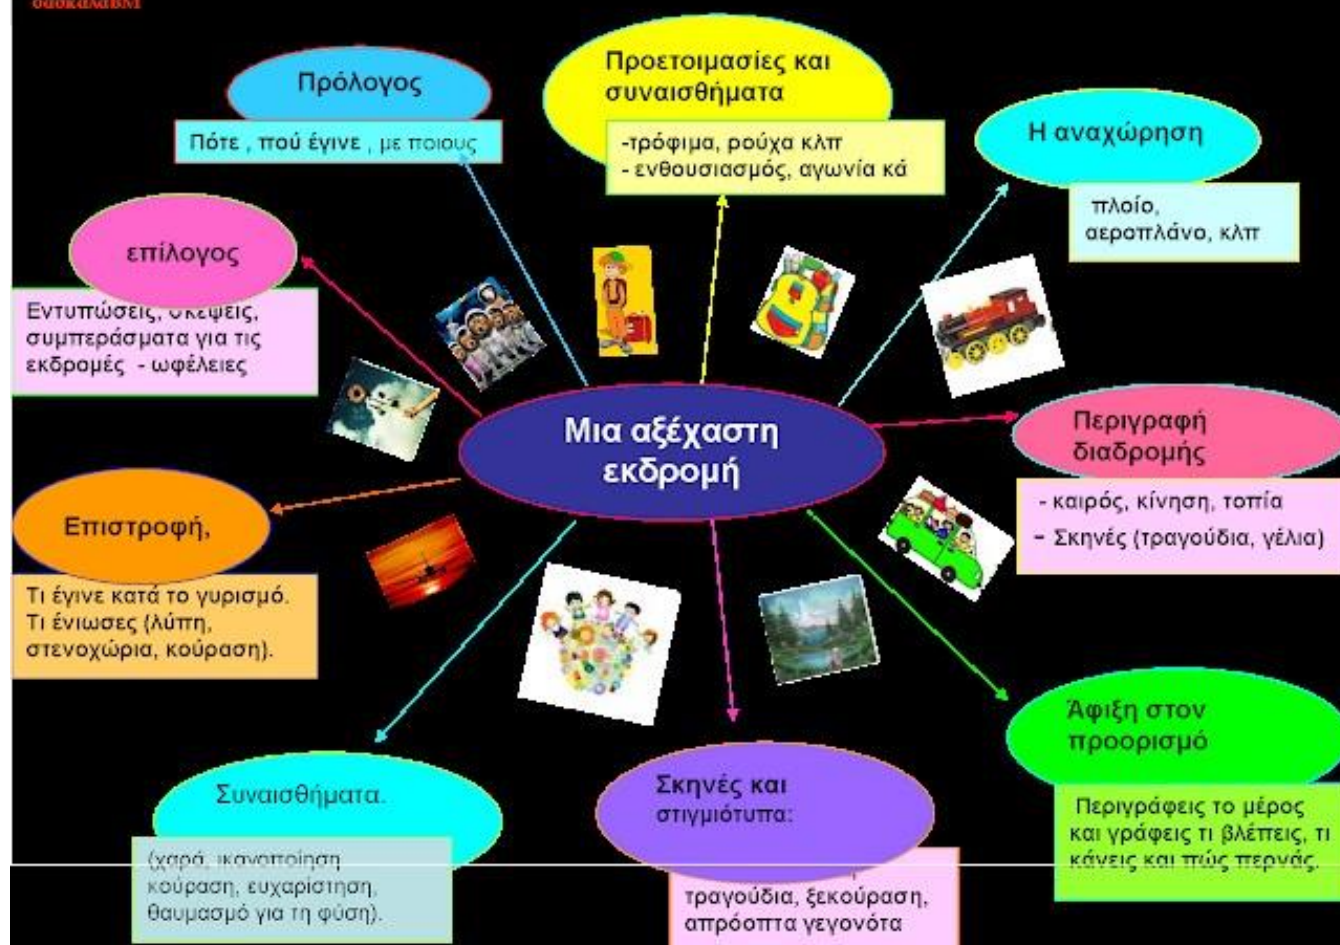 Πρόλογος
Πότε , πού έγινε , με ποιους
Προετοιμασίες και
συναισθήματα
-τρόφιμα, ρούχα κλπ
- ενθουσιασμός, αγωνία κά
Η αναχώρηση
πλοίο,
αεροπλάνο, κλπ
επίλογος
Εντυπώσεις, σκέψεις,
συμπεράσματα για τις
εκδρομές - ωφέλειες
Μια αξέχαστη
εκδρομή
Περιγραφή
διαδρομής
- καιρός, κίνηση, τοπία
- Σκηνές (τραγούδια, γέλια)
Επιστροφή,
Τι έγινε κατά το γυρισμό.
Τι ένιωσες (λύπη,
στενοχώρια, κούραση).
Άφιξη στον
προορισμό
Περιγράφεις το μέρος
και γράφεις τι βλέπεις, τι
κάνεις και πώς περνάς.
Συναισθήματα.
(χαρά, ικανοποίηση
κούραση, ευχαρίστηση,
θαυμασμό για τη φύση).
Σκηνές και
στιγμιότυπα:
τραγούδια, ξεκούραση,
απρόοπτα γεγονότα